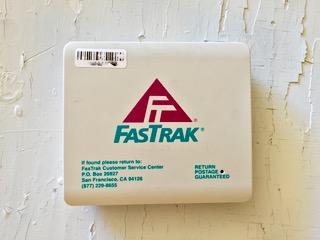 FT®
FASTRAK®
If found please return to:
FasTrak Customer Service Center
P.O. Box 26927
San Francisco, CA 94126
(877) 229-8655
RETURN
POSTAGE
GUARANTEED